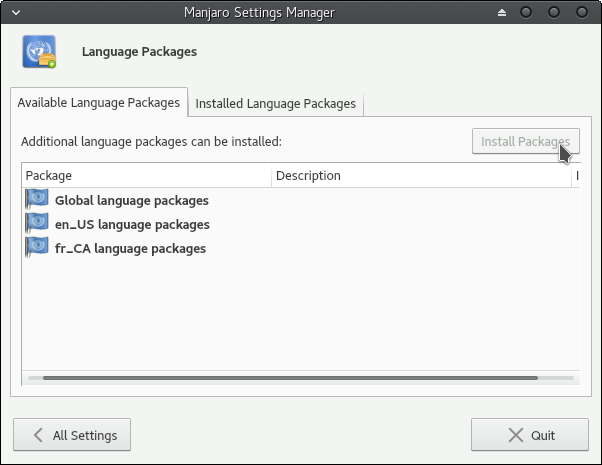 Manjaro Settings Manager
Language Packages
Available Language Packages
Installed Language Packages
Additional language packages can be installed:
Install Packages
Package
Description
I
Global language packages
en_US language packages
fr_CA language packages
All Settings
Quit